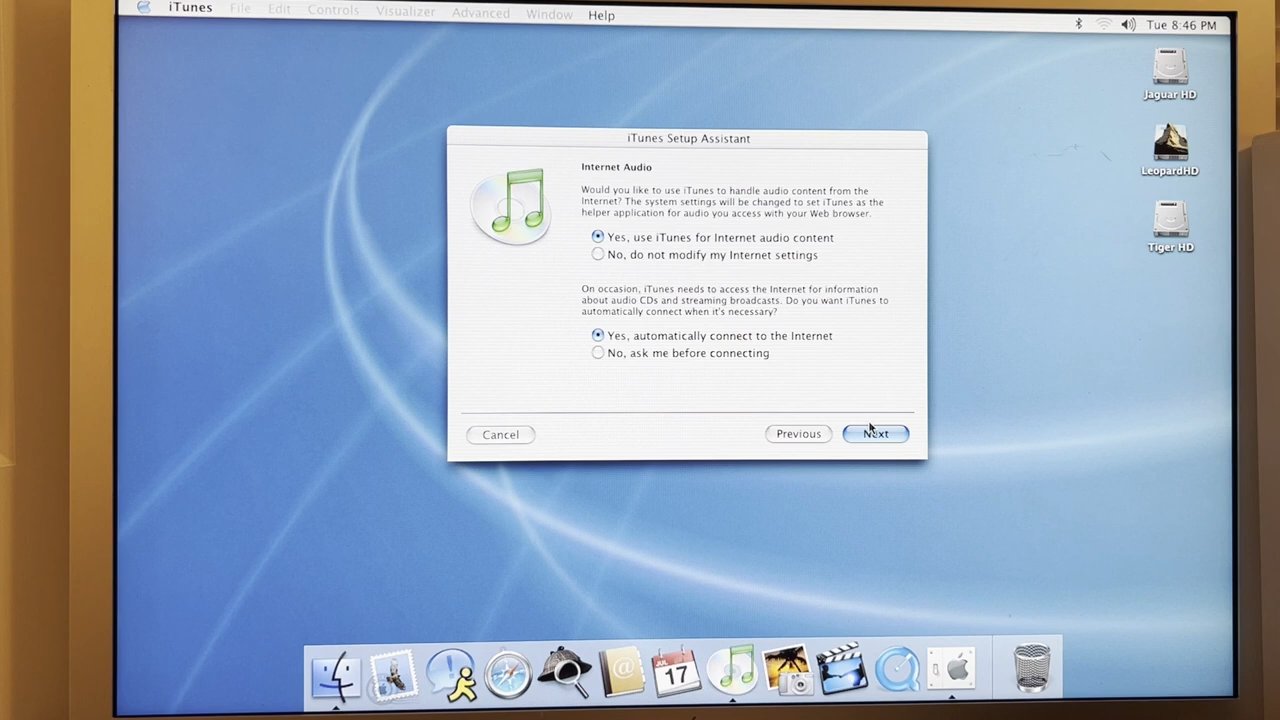 iTunes File Edit Controls Visualizer Advanced Window Help
Tue 8:46 PM
Jaguar HD
LeopardHD
Tiger HD
iTunes Setup Assistant
Internet Audio
Would you like to use iTunes to handle audio content from the
Internet? The system settings will be changed to set iTunes as the
helper application for audio you access with your Web browser.
Yes, use iTunes for Internet audio content
No, do not modify my Internet settings
On occasion, iTunes needs to access the Internet for information
about audio CDs and streaming broadcasts. Do you want iTunes to
automatically connect when it's necessary?
Yes, automatically connect to the Internet
No, ask me before connecting
Cancel
Previous
Next
@
JUL
17